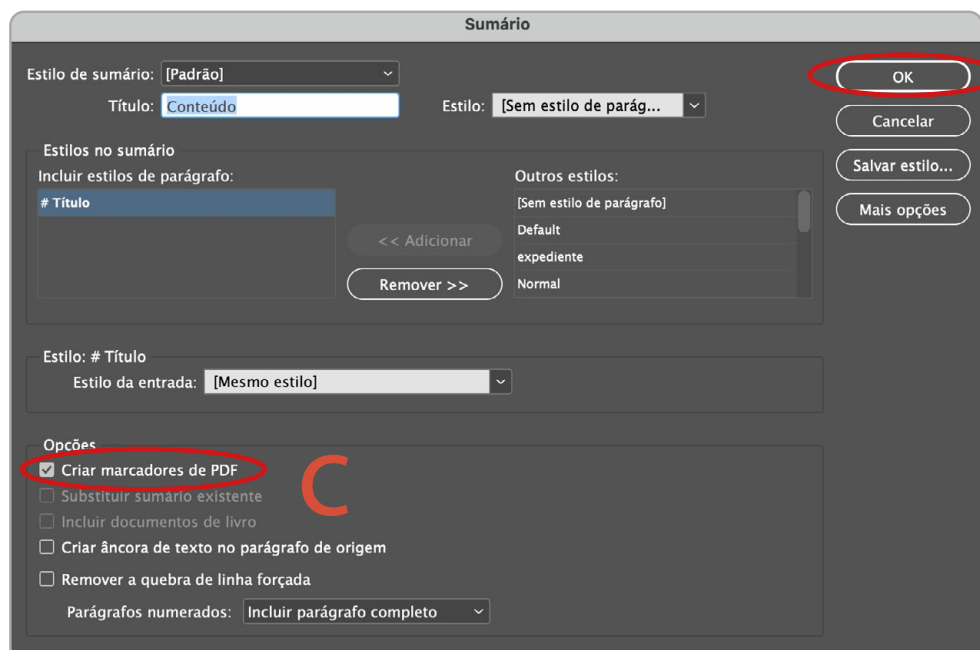 Sumário
Estilo de sumário: [Padrão]
OK
Título: Conteúdo Estilo: [Sem estilo de parág...
Cancelar
Estilos no sumário
Salvar estilo...
Incluir estilos de parágrafo: Outros estilos:
# Título [Sem estilo de parágrafo]
Mais opções
Default
<< Adicionar
expediente
Remover >> Normal
Estilo: # Título
Estilo da entrada: [Mesmo estilo]
Opções
Criar marcadores de PDF
C
Substituir sumário existente
Incluir documentos de livro
Criar âncora de texto no parágrafo de origem
Remover a quebra de linha forçada
Parágrafos numerados: Incluir parágrafo completo